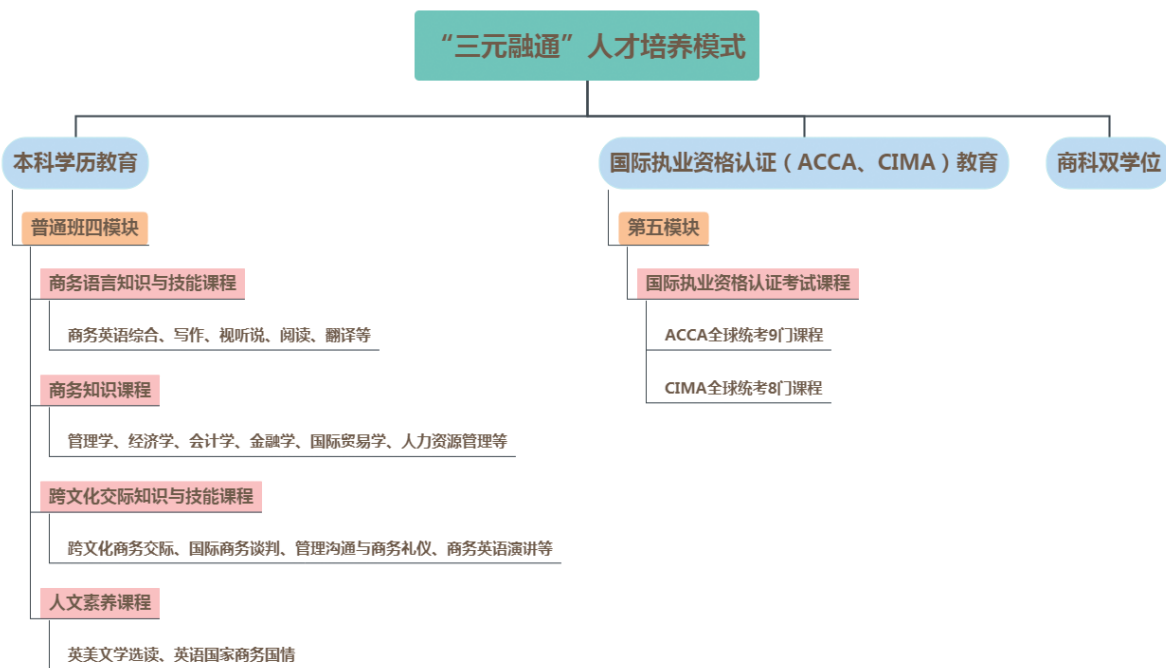 “三元融通”人才培养模式
本科学历教育
国际执业资格认证（ACCA、CIMA）教育
商科双学位
普通班四模块
第五模块
商务语言知识与技能课程
国际执业资格认证考试课程
商务英语综合、写作、视听说、阅读、翻译等
ACCA全球统考9门课程
商务知识课程
CIMA全球统考8门课程
管理学、经济学、会计学、金融学、国际贸易学、人力资源管理等
跨文化交际知识与技能课程
跨文化商务交际、国际商务谈判、管理沟通与商务礼仪、商务英语演讲等
人文素养课程
英美文学选读、英语国家商务国情